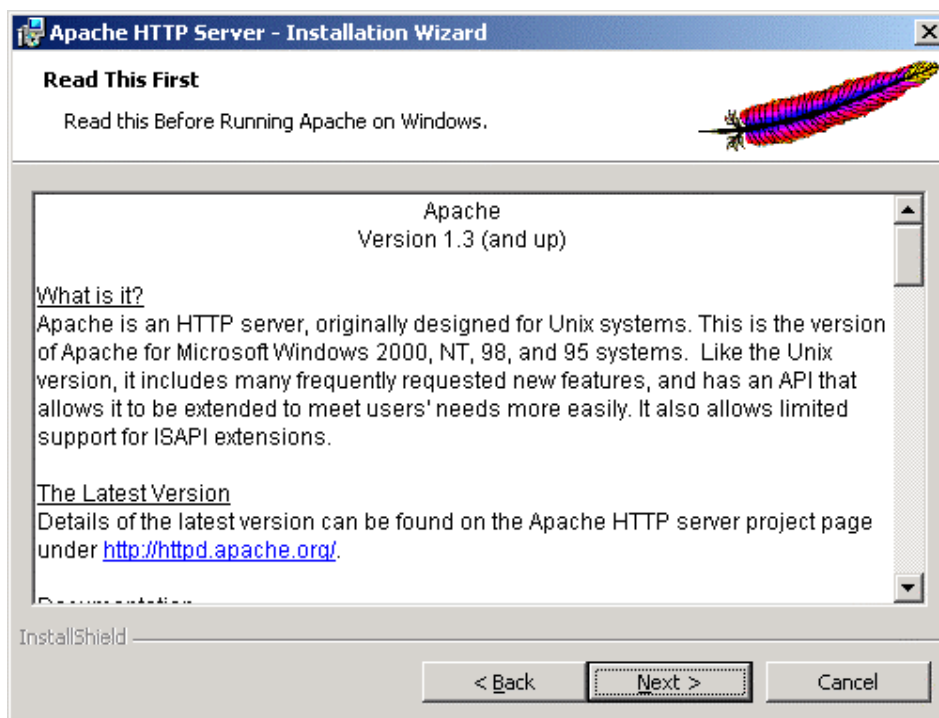 Apache HTTP Server - Installation Wizard
Read This First
Read this Before Running Apache on Windows.
Apache
Version 1.3 (and up)
What is it?
Apache is an HTTP server, originally designed for Unix systems. This is the version
of Apache for Microsoft Windows 2000, NT, 98, and 95 systems.  Like the Unix
version, it includes many frequently requested new features, and has an API that
allows it to be extended to meet users' needs more easily. It also allows limited
support for ISAPI extensions.
The Latest Version
Details of the latest version can be found on the Apache HTTP server project page
under http://httpd.apache.org/.
Documentation
InstallShield
< Back
Next >
Cancel